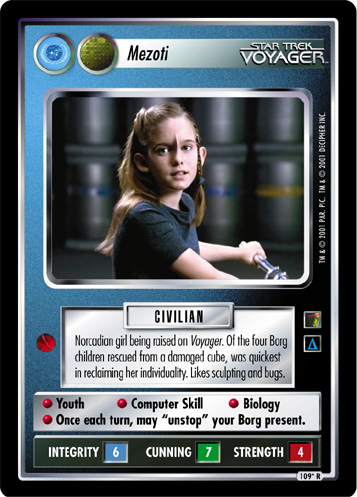 Mezoti
STAR TREK
VOYAGER
TM & © 2001 PAR. PIC. TM & © 2001 DECIPHER INC.
CIVILIAN
Norcadian girl being raised on Voyager. Of the four Borg
children rescued from a damaged cube, was quickest
in reclaiming her individuality. Likes sculpting and bugs.
Δ
• Youth • Computer Skill • Biology
• Once each turn, may "unstop" your Borg present.
INTEGRITY 6 CUNNING 7 STRENGTH 4
109+ R